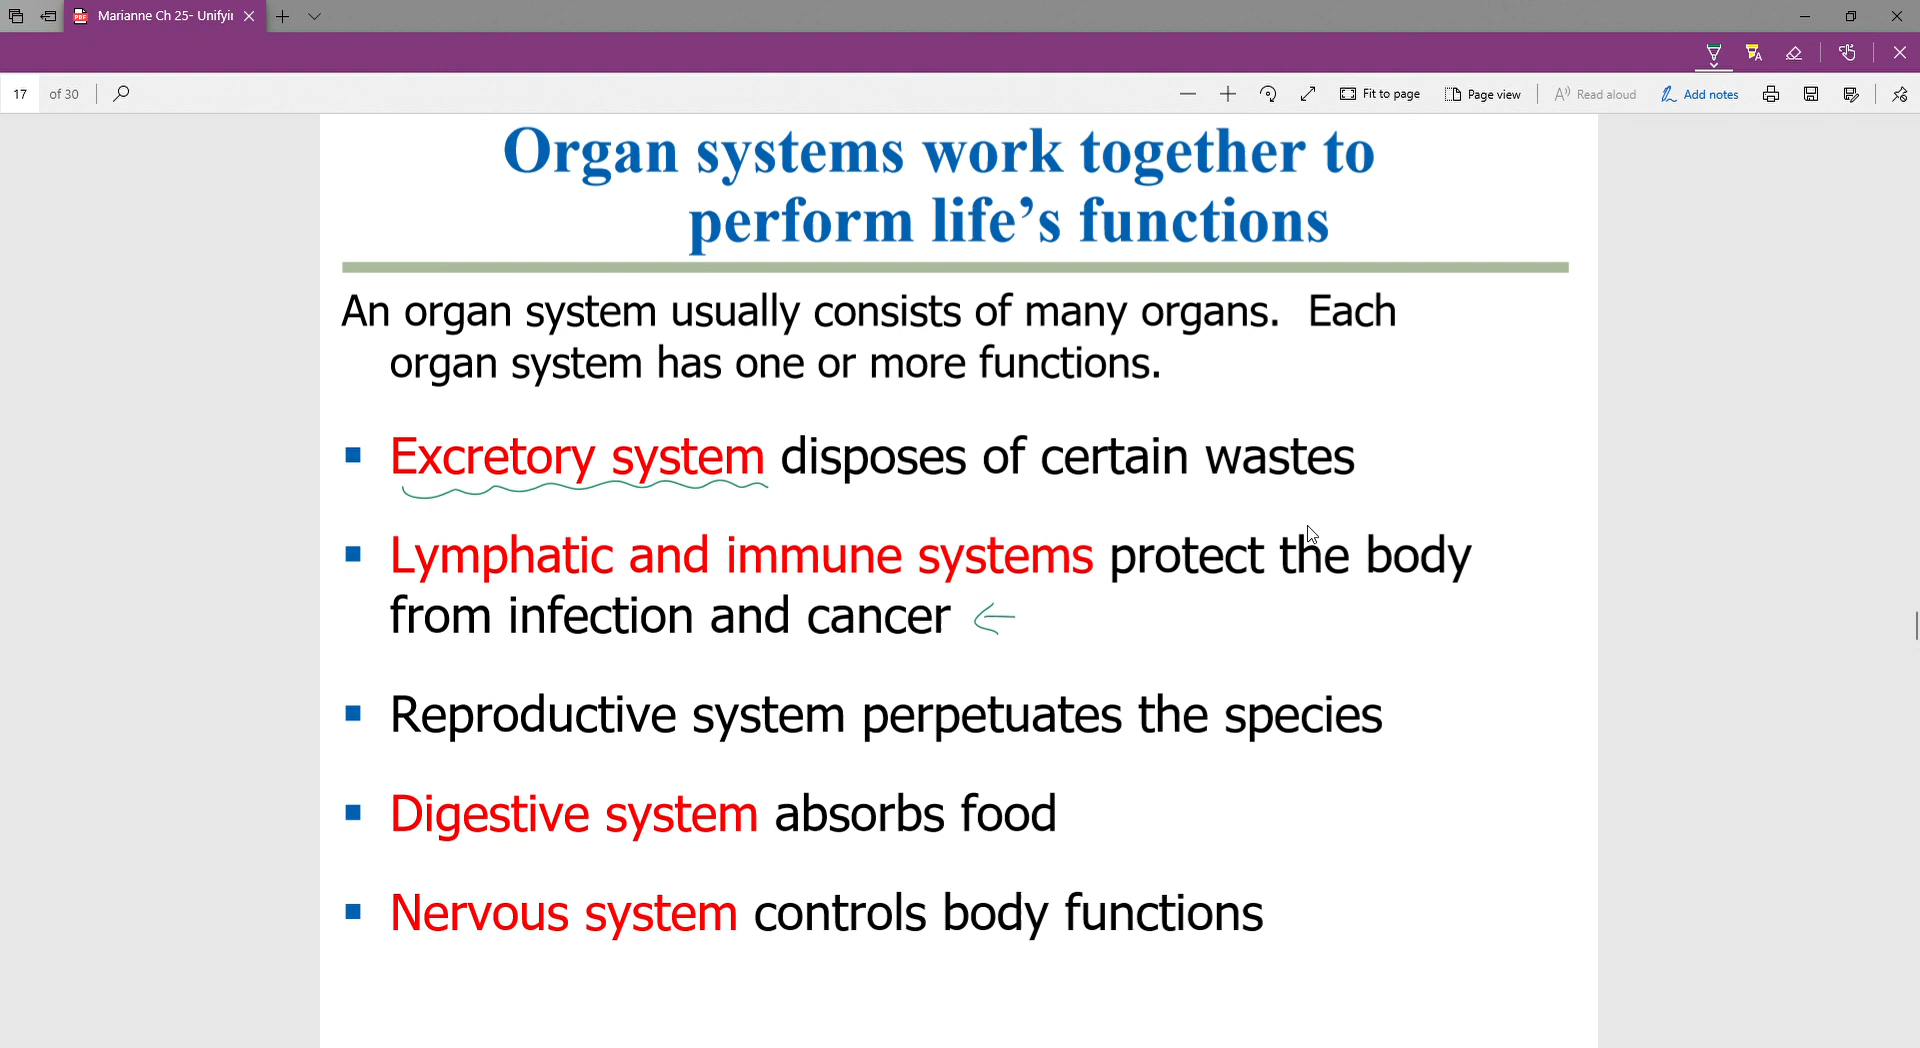 Marianne Ch 25- Unifyi
17 of 30
Fit to page
Page view
Read aloud
Add notes
Organ systems work together to
perform life's functions
An organ system usually consists of many organs.  Each
organ system has one or more functions.
▪ Excretory system disposes of certain wastes
▪ Lymphatic and immune systems protect the body
from infection and cancer
▪ Reproductive system perpetuates the species
▪ Digestive system absorbs food
▪ Nervous system controls body functions